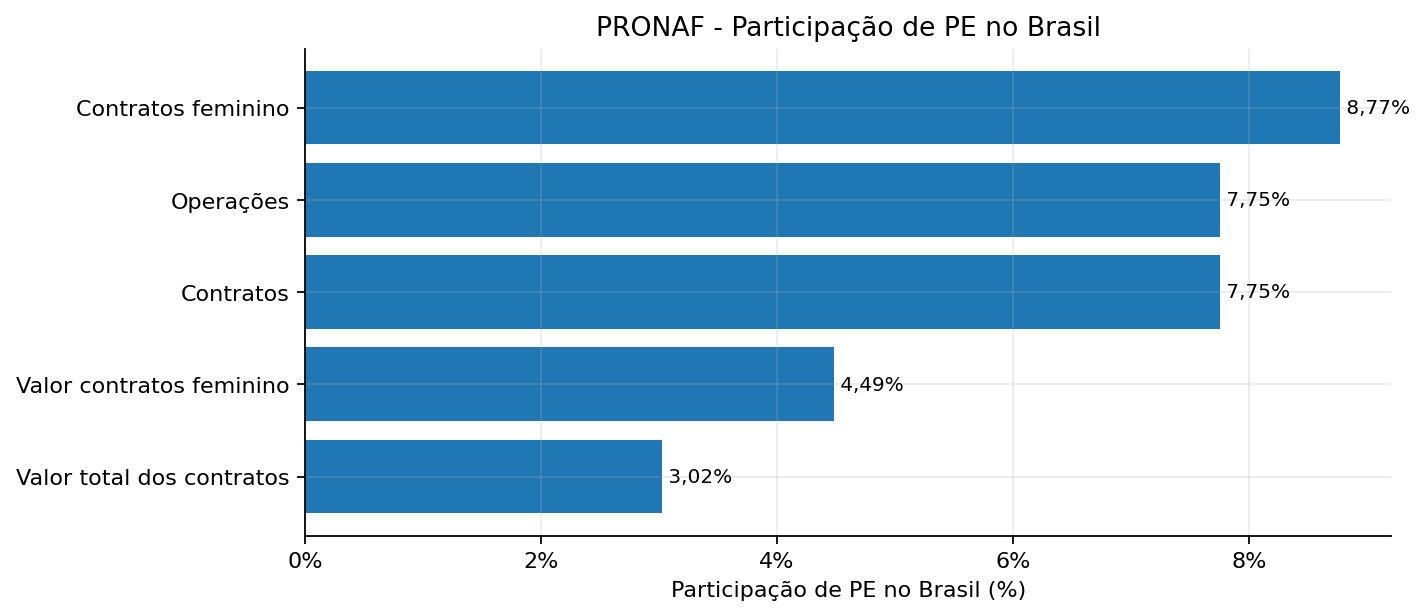 PRONAF - Participação de PE no Brasil
Contratos feminino
8,77%
Operações
7,75%
Contratos
7,75%
Valor contratos feminino
4,49%
Valor total dos contratos
3,02%
0%
2%
4%
6%
8%
Participação de PE no Brasil (%)